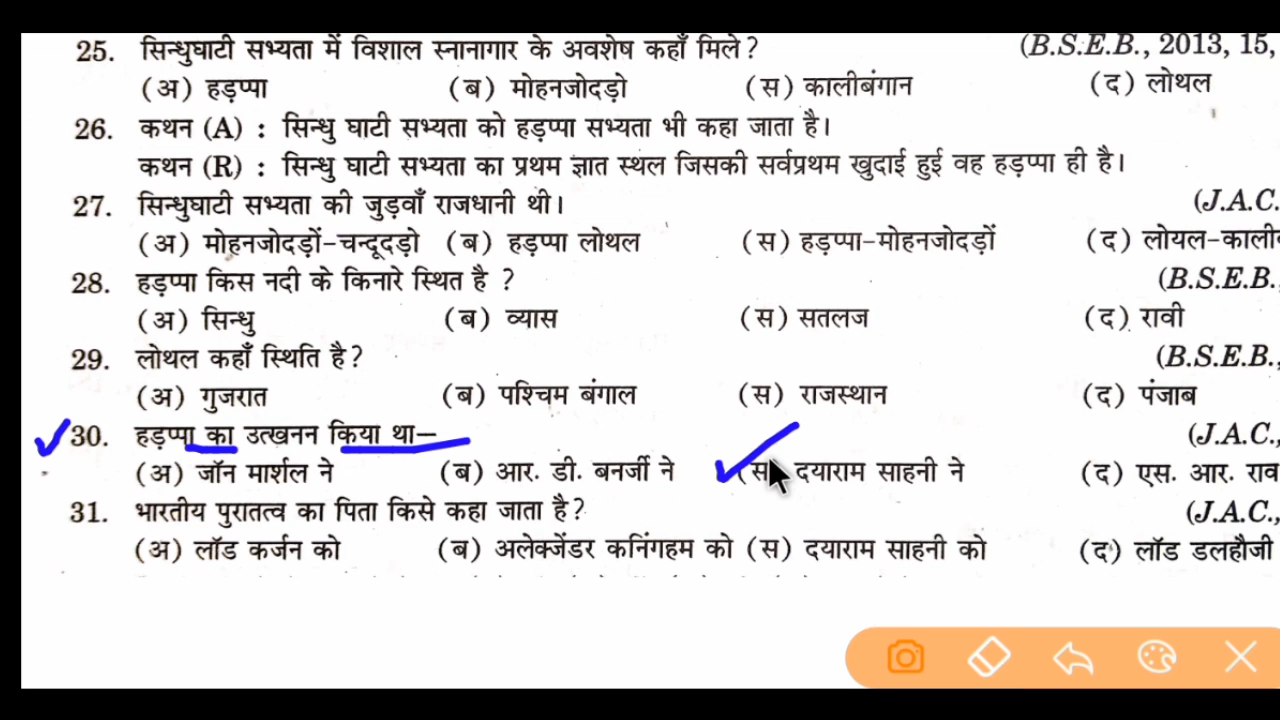 25. सिन्धुघाटी सभ्यता में विशाल स्नानागार के अवशेष कहाँ मिले? (B.S.E.B., 2013, 15,
(अ) हड़प्पा (ब) मोहनजोदड़ो (स) कालीबंगान (द) लोथल
26. कथन (A) : सिन्धु घाटी सभ्यता को हड़प्पा सभ्यता भी कहा जाता है।
कथन (R) : सिन्धु घाटी सभ्यता का प्रथम ज्ञात स्थल जिसकी सर्वप्रथम खुदाई हुई वह हड़प्पा ही है।
27. सिन्धुघाटी सभ्यता की जुड़वाँ राजधानी थी। (J.A.C.
(अ) मोहनजोदड़ों-चन्दूदड़ो (ब) हड़प्पा लोथल (स) हड़प्पा-मोहनजोदड़ों (द) लोयल-काली
28. हड़प्पा किस नदी के किनारे स्थित है ? (B.S.E.B.
(अ) सिन्धु (ब) व्यास (स) सतलज (द) रावी
29. लोथल कहाँ स्थिति है? (B.S.E.B.,
(अ) गुजरात (ब) पश्चिम बंगाल (स) राजस्थान (द) पंजाब
30. हड़प्पा का उत्खनन किया था– (J.A.C.,
(अ) जॉन मार्शल ने (ब) आर. डी. बनर्जी ने (स) दयाराम साहनी ने (द) एस. आर. राव
31. भारतीय पुरातत्व का पिता किसे कहा जाता है? (J.A.C.,
(अ) लॉड कर्जन को (ब) अलेक्जेंडर कनिंगहम को (स) दयाराम साहनी को (द) लॉड डलहौजी